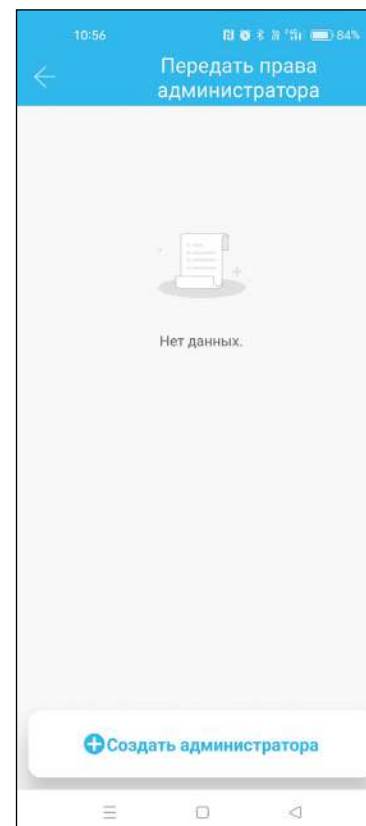 10:56
84%
Передать права
администратора
Нет данных.
Создать администратора